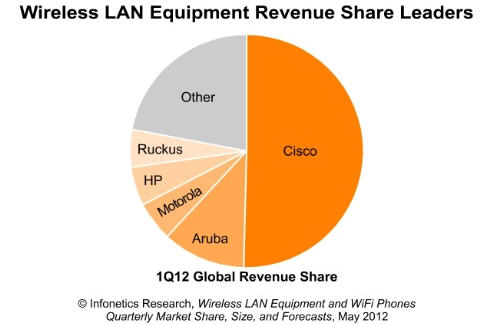 Wireless LAN Equipment Revenue Share Leaders
Other
Cisco
Ruckus
HP
Motorola
Aruba
1Q12 Global Revenue Share
© Infonetics Research, Wireless LAN Equipment and WiFi Phones
Quarterly Market Share, Size, and Forecasts, May 2012